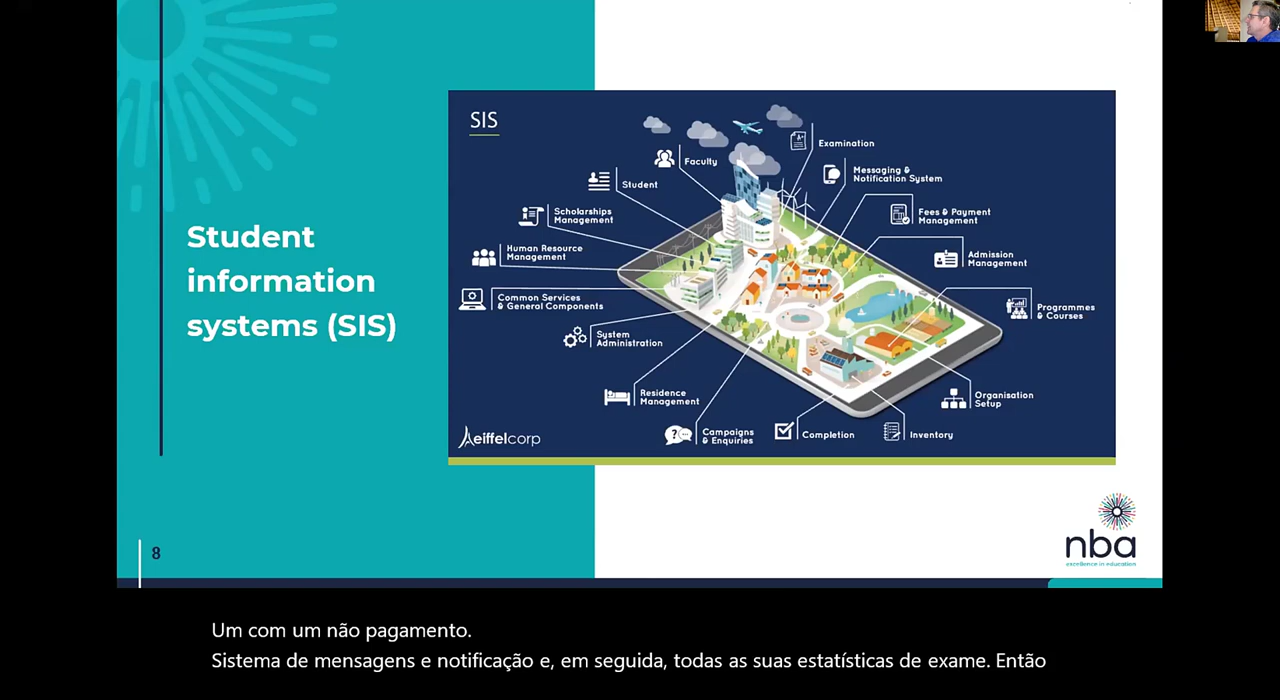 Student
information
systems (SIS)
8
SIS
Faculty
Student
Scholarships
Management
Human Resource
Management
Common Services
& General Components
System
Administration
Residence
Management
Campaigns
& Enquiries
Completion
Inventory
Organisation
Setup
Programmes
& Courses
Admission
Management
Fees & Payment
Management
Messaging &
Notification System
Examination
eiffelcorp
nba
excellence in education
Um com um não pagamento.
Sistema de mensagens e notificação e, em seguida, todas as suas estatísticas de exame. Então